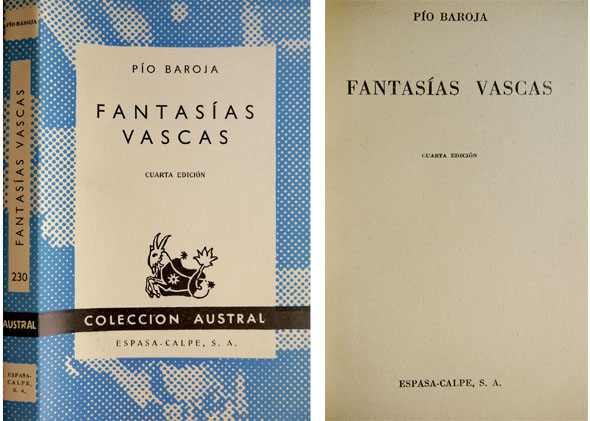 PÍO BAROJA
FANTASÍAS VASCAS
230
AUSTRAL
ESPASA-
CALPE,
S. A.
PÍO BAROJA
FANTASÍAS
VASCAS
CUARTA EDICIÓN
COLECCION AUSTRAL
ESPASA-CALPE, S. A.
PÍO BAROJA
FANTASÍAS VASCAS
CUARTA EDICIÓN
ESPASA-CALPE, S. A.